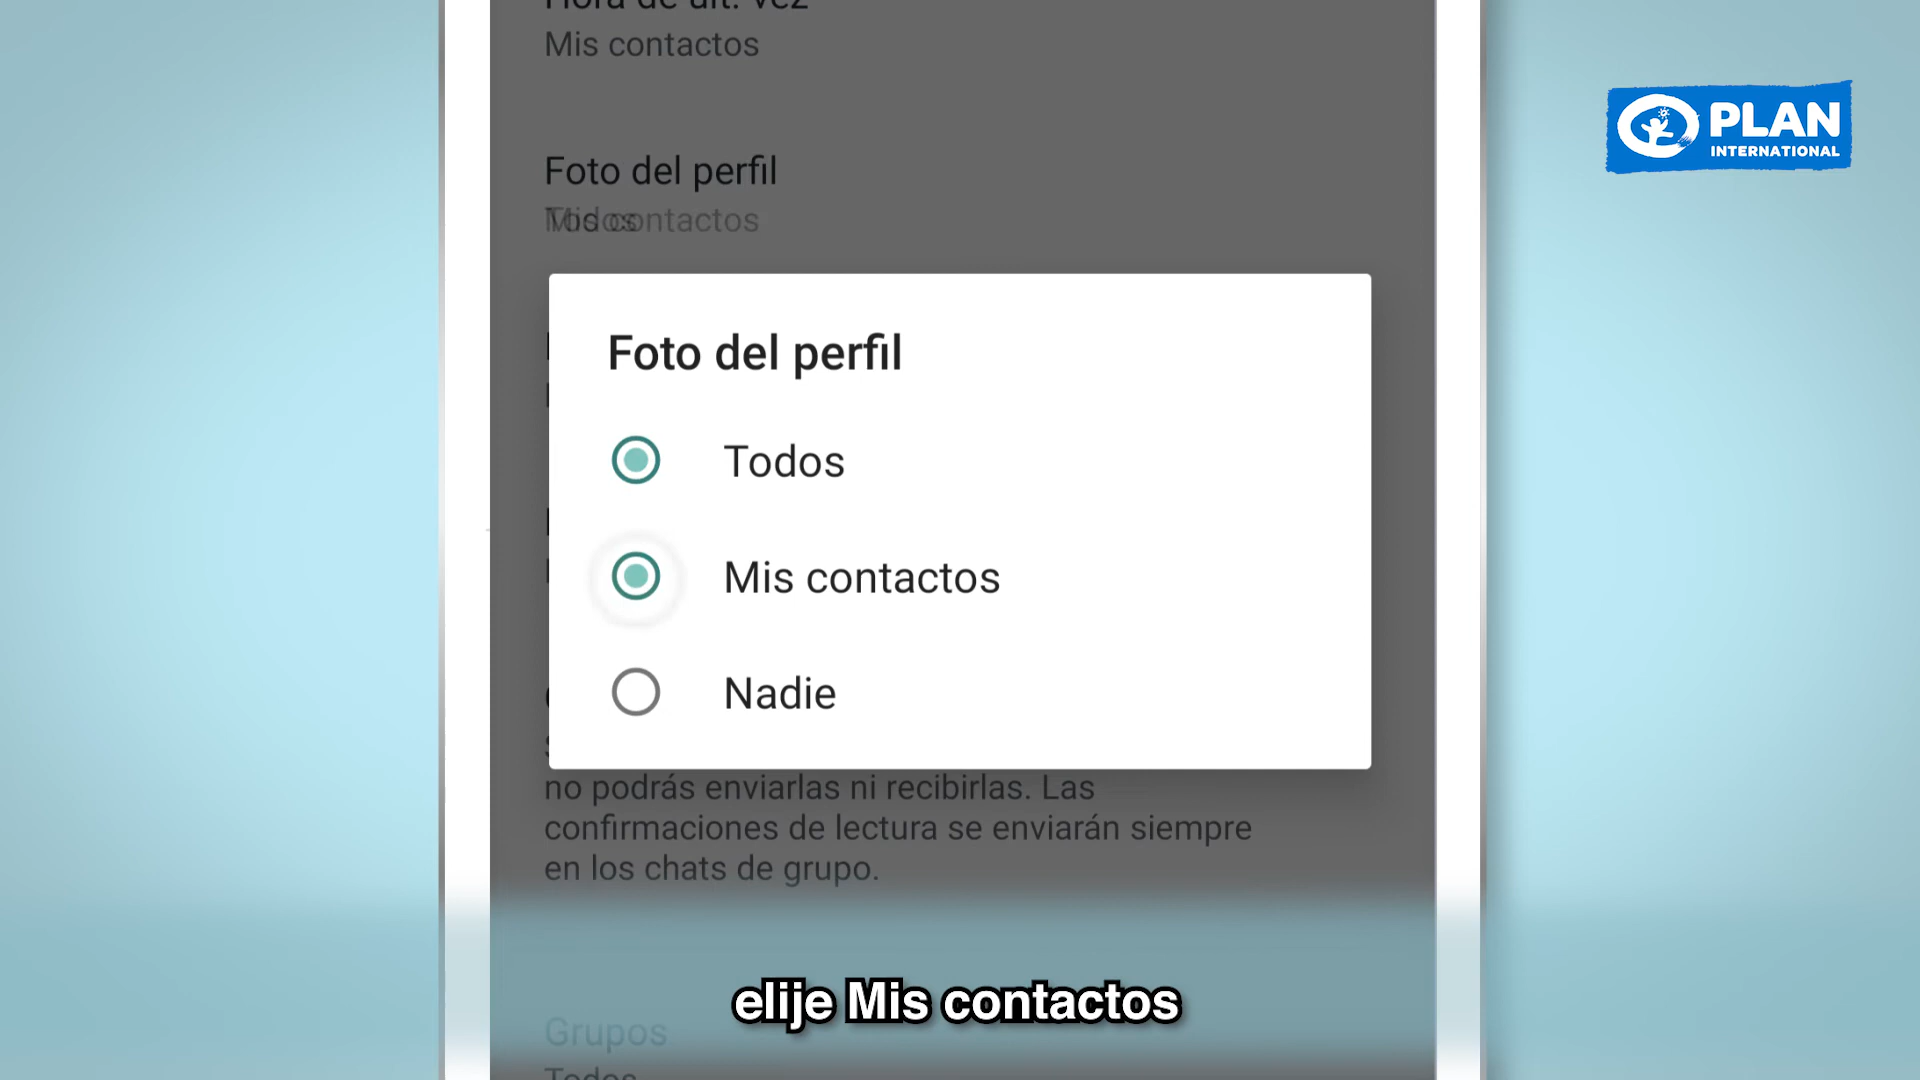 Hora de últ. vez
Mis contactos
PLAN
INTERNATIONAL
Foto del perfil
Foto del perfil
Todos
Mis contactos
Nadie
no podrás enviarlas ni recibirlas. Las
confirmaciones de lectura se enviarán siempre
en los chats de grupo.
elije Mis contactos
Grupos
Todos